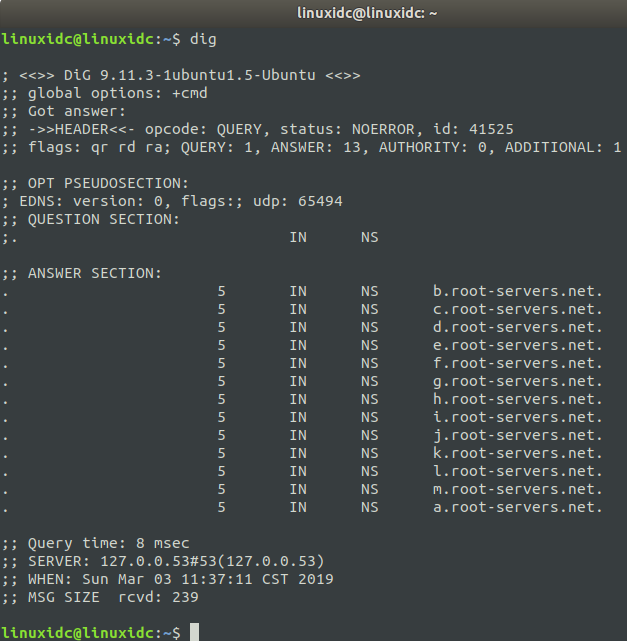 linuxidc@linuxidc: ~
linuxidc@linuxidc:~$ dig
; <<>> DiG 9.11.3-1ubuntu1.5-Ubuntu <<>>
;; global options: +cmd
;; Got answer:
;; ->>HEADER<<- opcode: QUERY, status: NOERROR, id: 41525
;; flags: qr rd ra; QUERY: 1, ANSWER: 13, AUTHORITY: 0, ADDITIONAL: 1
;; OPT PSEUDOSECTION:
; EDNS: version: 0, flags:; udp: 65494
;; QUESTION SECTION:
;. IN NS
;; ANSWER SECTION:
. 5 IN NS b.root-servers.net.
. 5 IN NS c.root-servers.net.
. 5 IN NS d.root-servers.net.
. 5 IN NS e.root-servers.net.
. 5 IN NS f.root-servers.net.
. 5 IN NS g.root-servers.net.
. 5 IN NS h.root-servers.net.
. 5 IN NS i.root-servers.net.
. 5 IN NS j.root-servers.net.
. 5 IN NS k.root-servers.net.
. 5 IN NS l.root-servers.net.
. 5 IN NS m.root-servers.net.
. 5 IN NS a.root-servers.net.
;; Query time: 8 msec
;; SERVER: 127.0.0.53#53(127.0.0.53)
;; WHEN: Sun Mar 03 11:37:11 CST 2019
;; MSG SIZE  rcvd: 239
linuxidc@linuxidc:~$